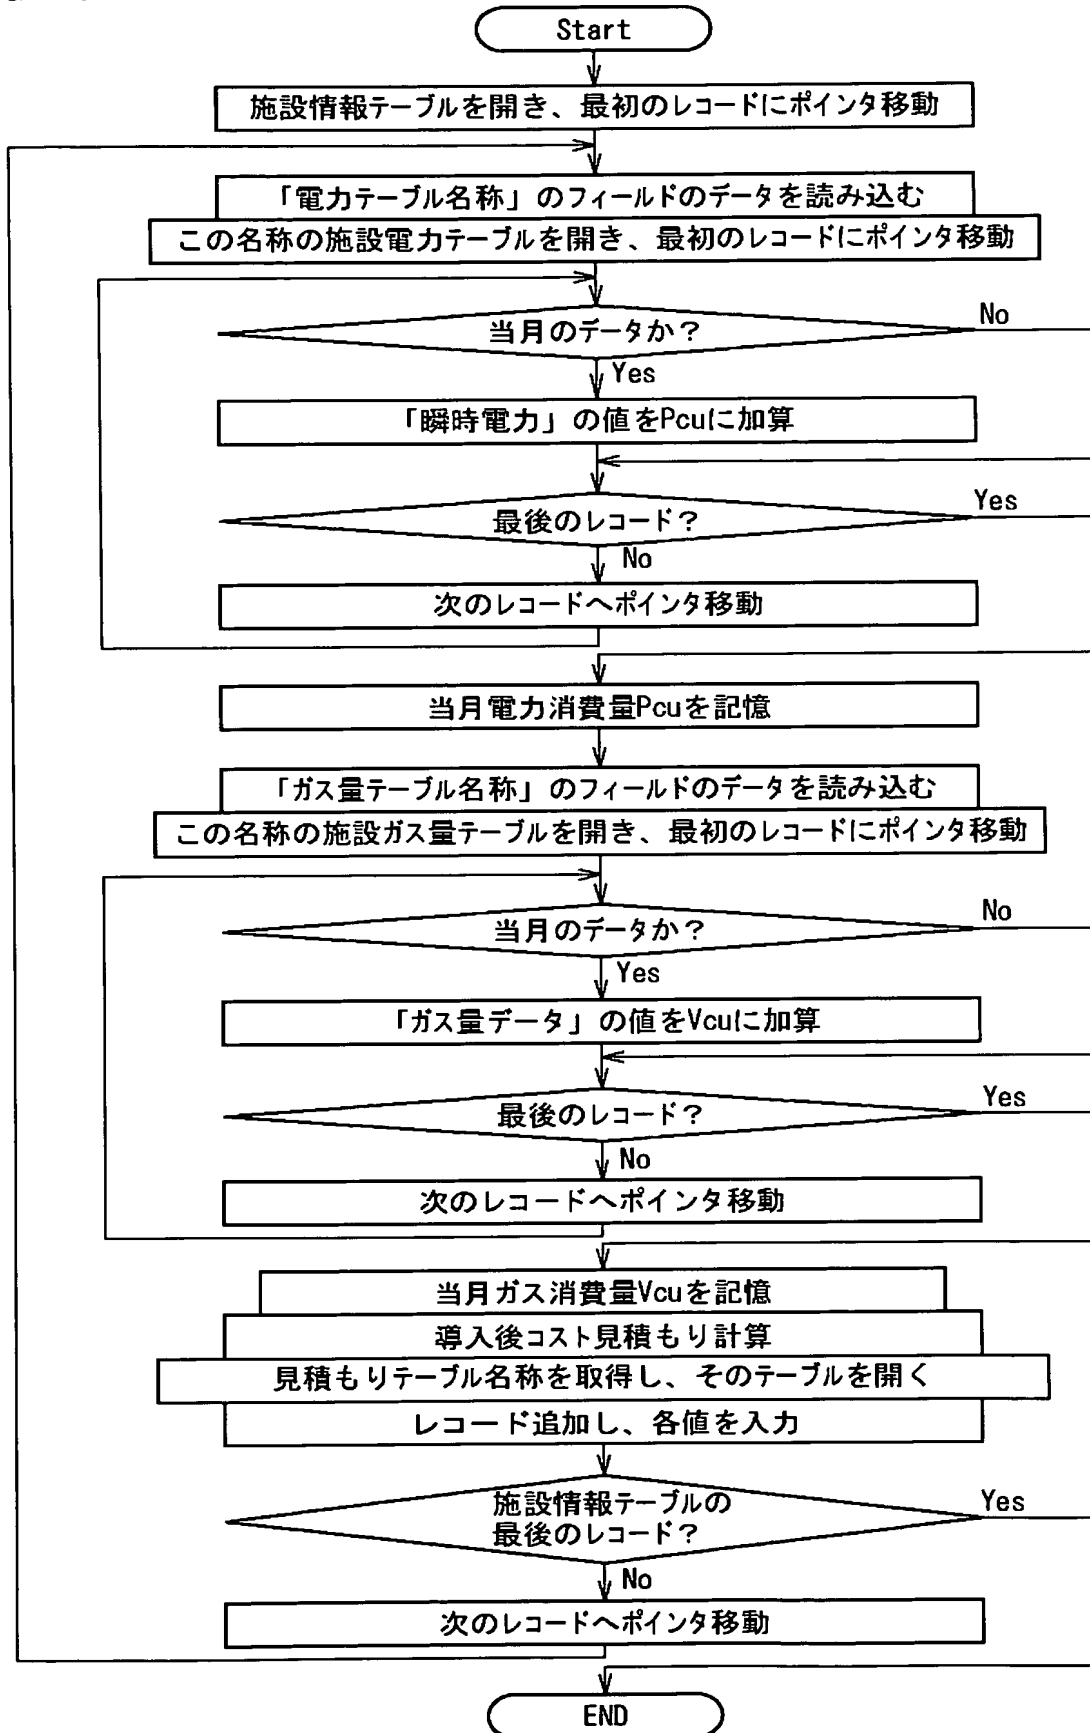 Start
施設情報テーブルを開き、最初のレコードにポインタ移動
「電力テーブル名称」のフィールドのデータを読み込む
この名称の施設電力テーブルを開き、最初のレコードにポインタ移動
当月のデータか?
No
Yes
「瞬時電力」の値をPcuに加算
最後のレコード?
Yes
No
次のレコードへポインタ移動
当月電力消費量Pcuを記憶
「ガス量テーブル名称」のフィールドのデータを読み込む
この名称の施設ガス量テーブルを開き、最初のレコードにポインタ移動
当月のデータか?
No
Yes
「ガス量データ」の値をVcuに加算
最後のレコード?
Yes
No
次のレコードへポインタ移動
当月ガス消費量Vcuを記憶
導入後コスト見積もり計算
見積もりテーブル名称を取得し、そのテーブルを開く
レコード追加し、各値を入力
施設情報テーブルの
最後のレコード?
Yes
No
次のレコードへポインタ移動
END